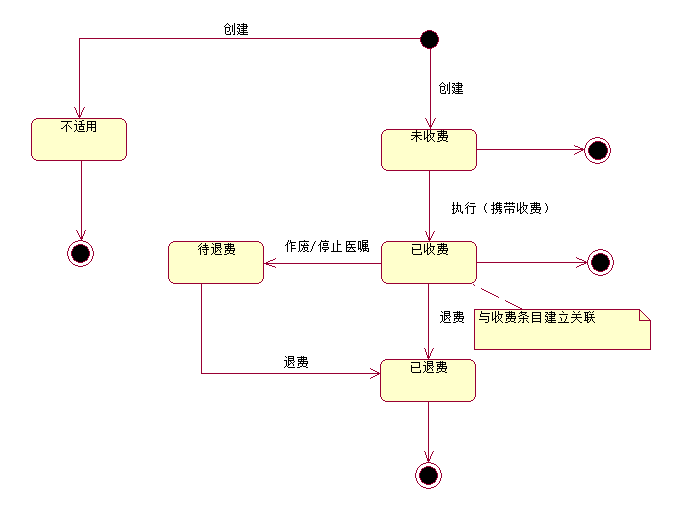 创建
创建
不适用
未收费
执行（携带收费）
待退费
作废/停止医嘱
已收费
退费
与收费条目建立关联
退费
已退费